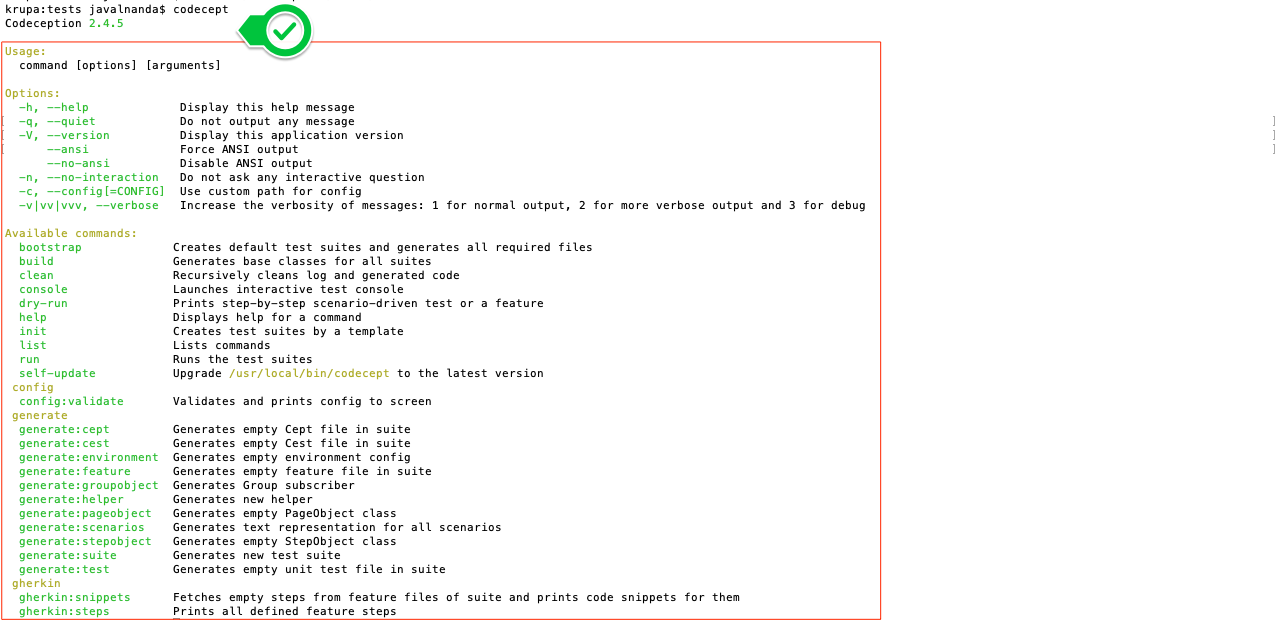 krupa:tests javalnanda$ codecept
Codeception 2.4.5
Usage:
  command [options] [arguments]
Options:
  -h, --help             Display this help message
[ -q, --quiet            Do not output any message ]
[ -V, --version          Display this application version ]
[     --ansi             Force ANSI output ]
      --no-ansi          Disable ANSI output
  -n, --no-interaction   Do not ask any interactive question
  -c, --config[=CONFIG]  Use custom path for config
  -v|vv|vvv, --verbose   Increase the verbosity of messages: 1 for normal output, 2 for more verbose output and 3 for debug
Available commands:
  bootstrap             Creates default test suites and generates all required files
  build                 Generates base classes for all suites
  clean                 Recursively cleans log and generated code
  console               Launches interactive test console
  dry-run               Prints step-by-step scenario-driven test or a feature
  help                  Displays help for a command
  init                  Creates test suites by a template
  list                  Lists commands
  run                   Runs the test suites
  self-update           Upgrade /usr/local/bin/codecept to the latest version
 config
  config:validate       Validates and prints config to screen
 generate
  generate:cept         Generates empty Cept file in suite
  generate:cest         Generates empty Cest file in suite
  generate:environment  Generates empty environment config
  generate:feature      Generates empty feature file in suite
  generate:groupobject  Generates Group subscriber
  generate:helper       Generates new helper
  generate:pageobject   Generates empty PageObject class
  generate:scenarios    Generates text representation for all scenarios
  generate:stepobject   Generates empty StepObject class
  generate:suite        Generates new test suite
  generate:test         Generates empty unit test file in suite
 gherkin
  gherkin:snippets      Fetches empty steps from feature files of suite and prints code snippets for them
  gherkin:steps         Prints all defined feature steps